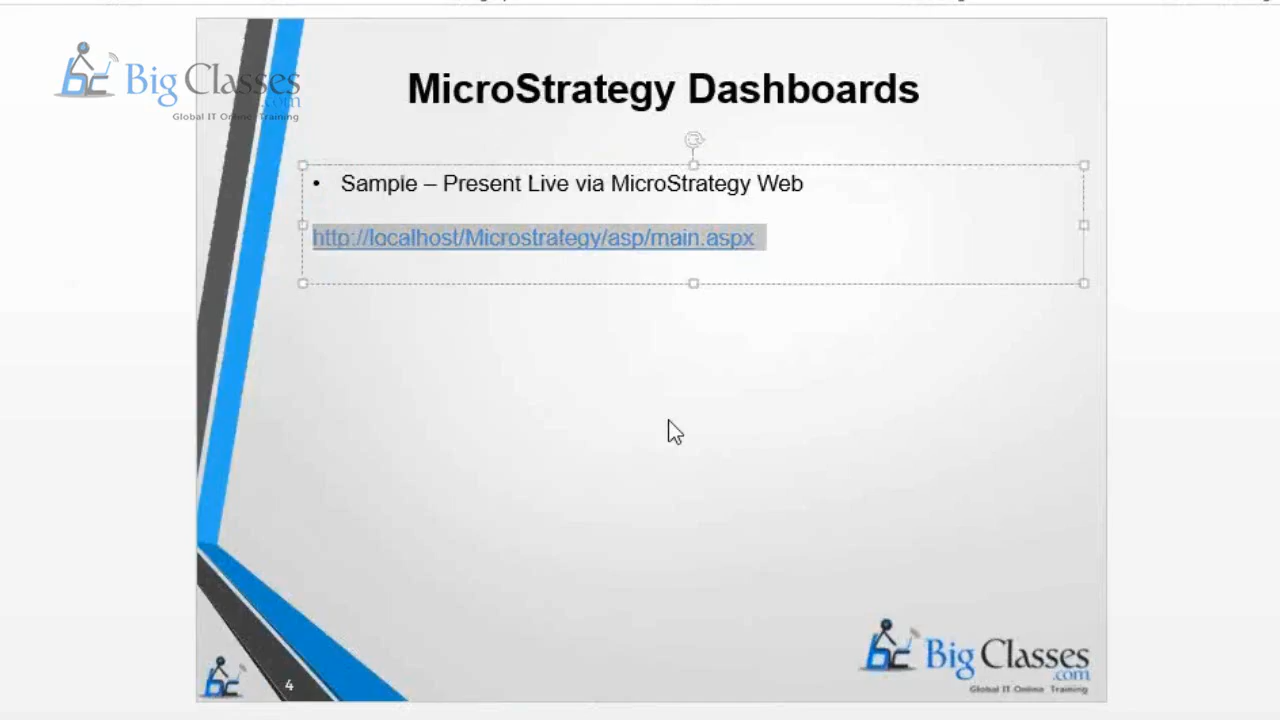 Big Classes
.com
Global IT Online Training
MicroStrategy Dashboards
• Sample – Present Live via MicroStrategy Web
http://localhost/Microstrategy/asp/main.aspx
4
Big Classes
.com
Global IT Online Training